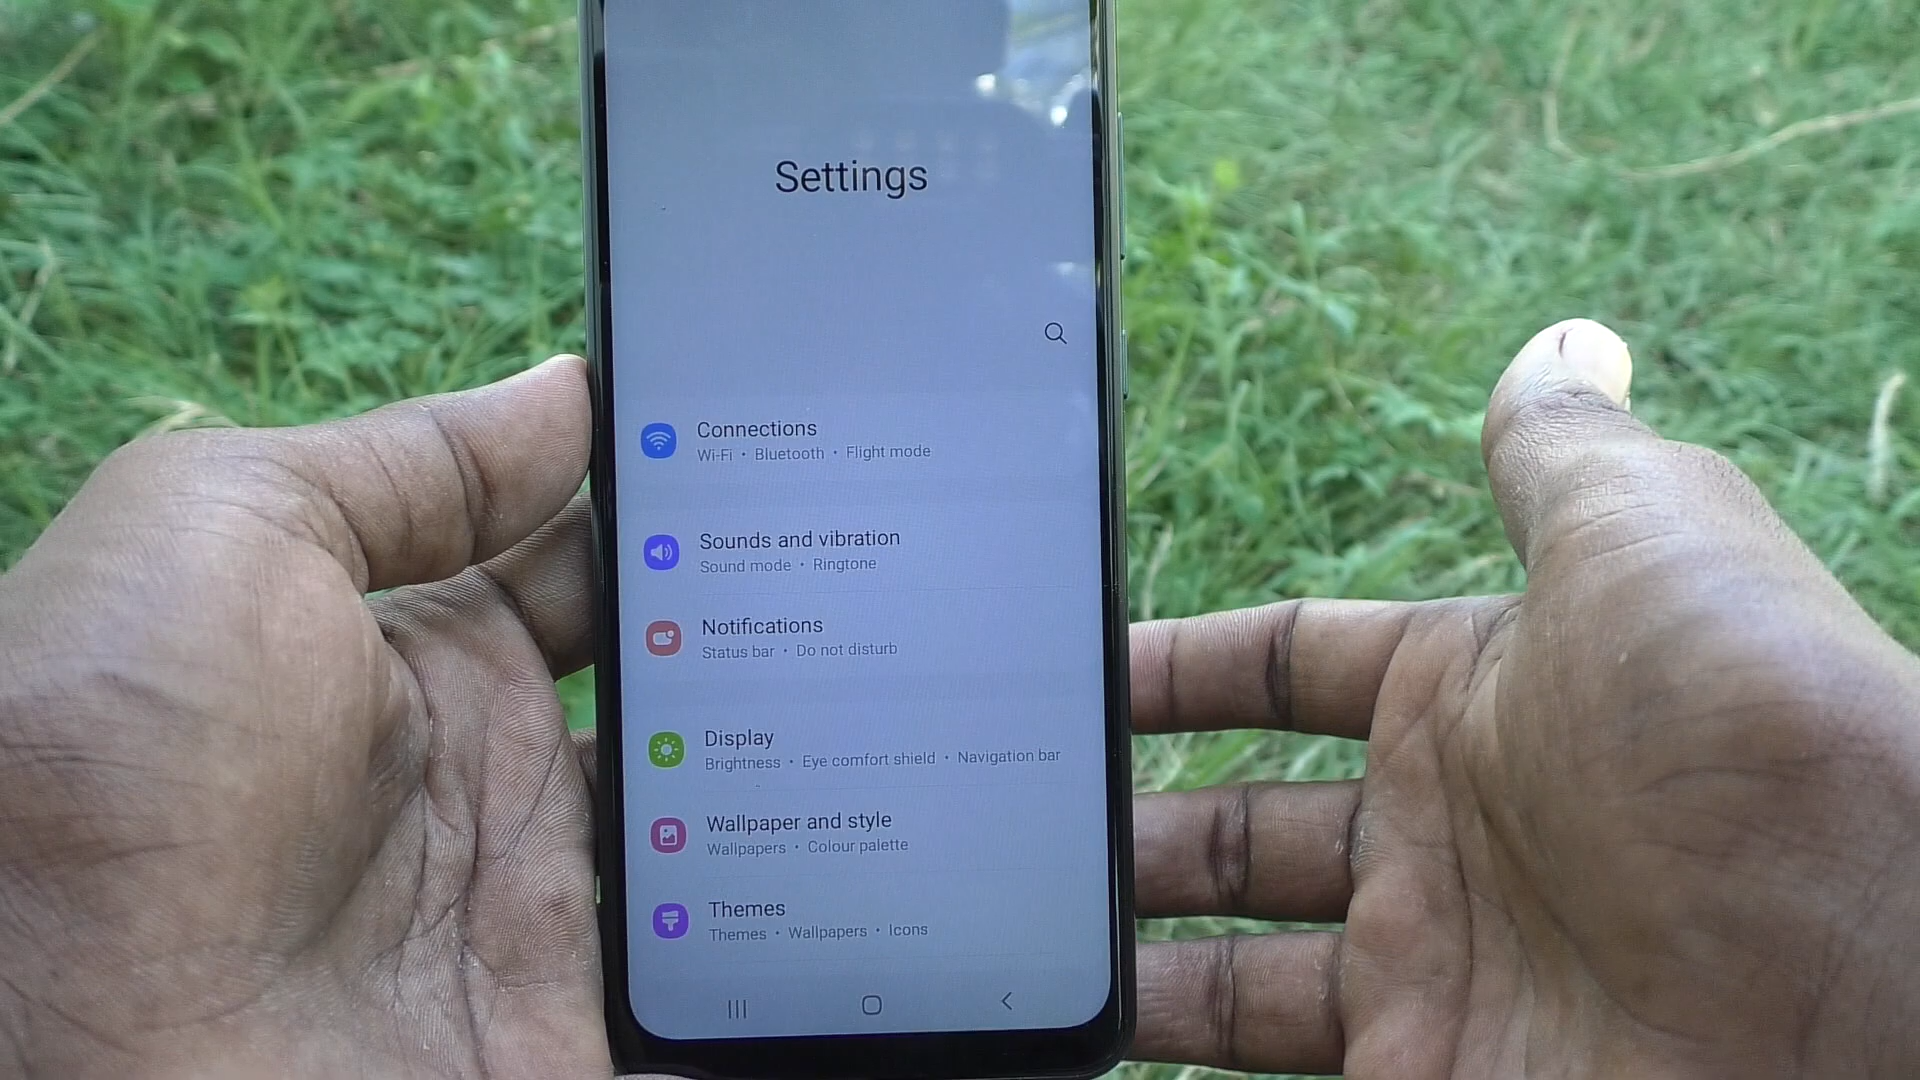 Settings
Connections
Wi-Fi • Bluetooth • Flight mode
Sounds and vibration
Sound mode • Ringtone
Notifications
Status bar • Do not disturb
Display
Brightness • Eye comfort shield • Navigation bar
Wallpaper and style
Wallpapers • Colour palette
Themes
Themes • Wallpapers • Icons